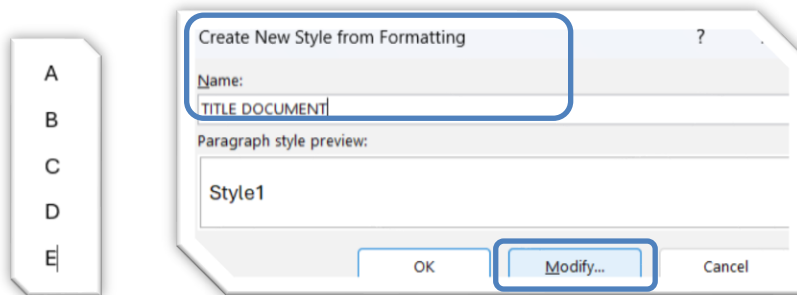 A
B
C
D
E
Create New Style from Formatting ?
Name:
TITLE DOCUMENT
Paragraph style preview:
Style1
OK Modify... Cancel